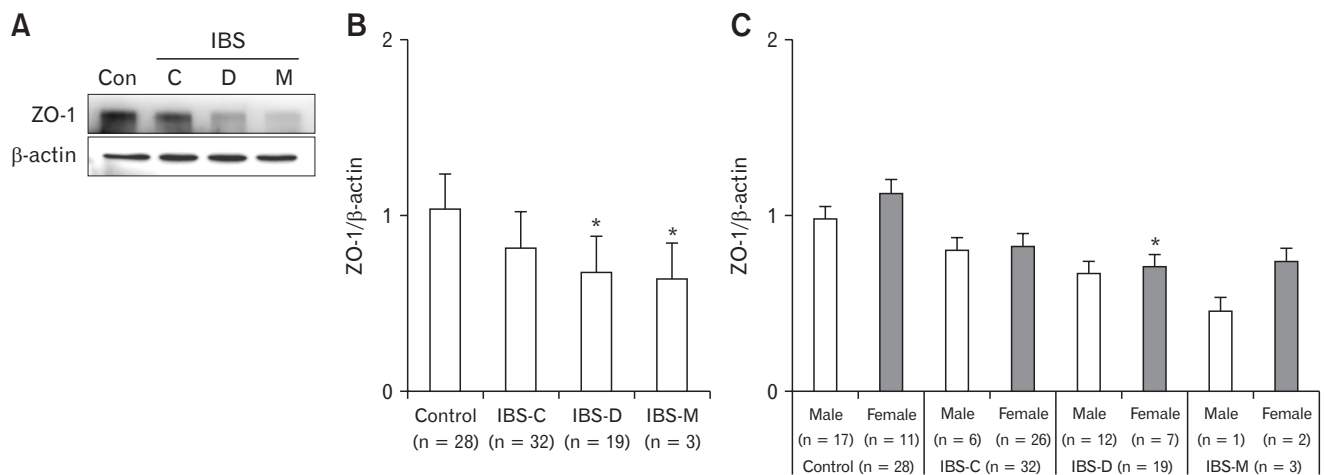 A
IBS
Con C D M
ZO-1
β-actin
B
2
1
0
ZO-1/β-actin
* *
Control IBS-C IBS-D IBS-M
(n = 28) (n = 32) (n = 19) (n = 3)
C
2
1
0
ZO-1/β-actin
*
Male Female Male Female Male Female Male Female
(n = 17) (n = 11) (n = 6) (n = 26) (n = 12) (n = 7) (n = 1) (n = 2)
Control (n = 28) IBS-C (n = 32) IBS-D (n = 19) IBS-M (n = 3)